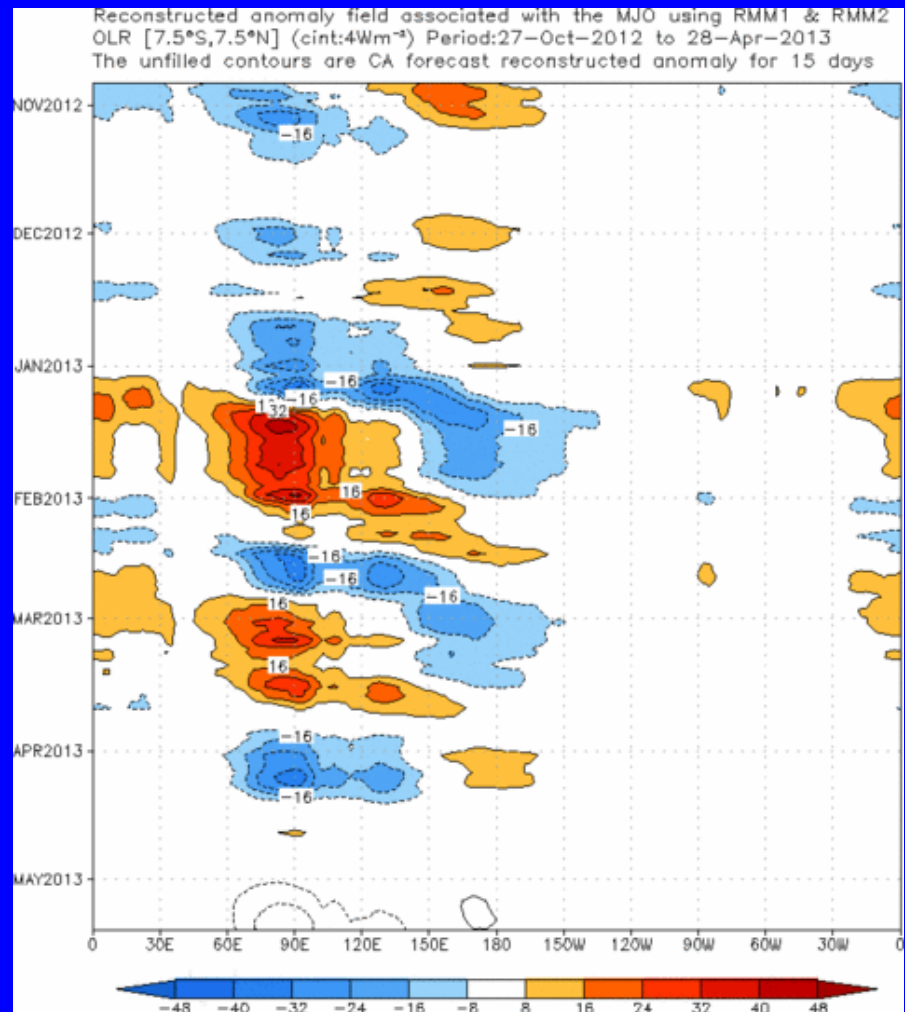 Reconstructed anomaly field associated with the MJO using RMM1 & RMM2
OLR [7.5°S,7.5°N] (cint:4Wm⁻²) Period:27-Oct-2012 to 28-Apr-2013
The unfilled contours are CA forecast reconstructed anomaly for 15 days
NOV2012
-16
DEC2012
JAN2013
-16
-16
32
-16
FEB2013
16
16
-16
-16
-16
16
MAR2013
16
-16
APR2013
-16
MAY2013
0 30E 60E 90E 120E 150E 180 150W 120W 90W 60W 30W 0
-48 -40 -32 -24 -16 -8 8 16 24 32 40 48